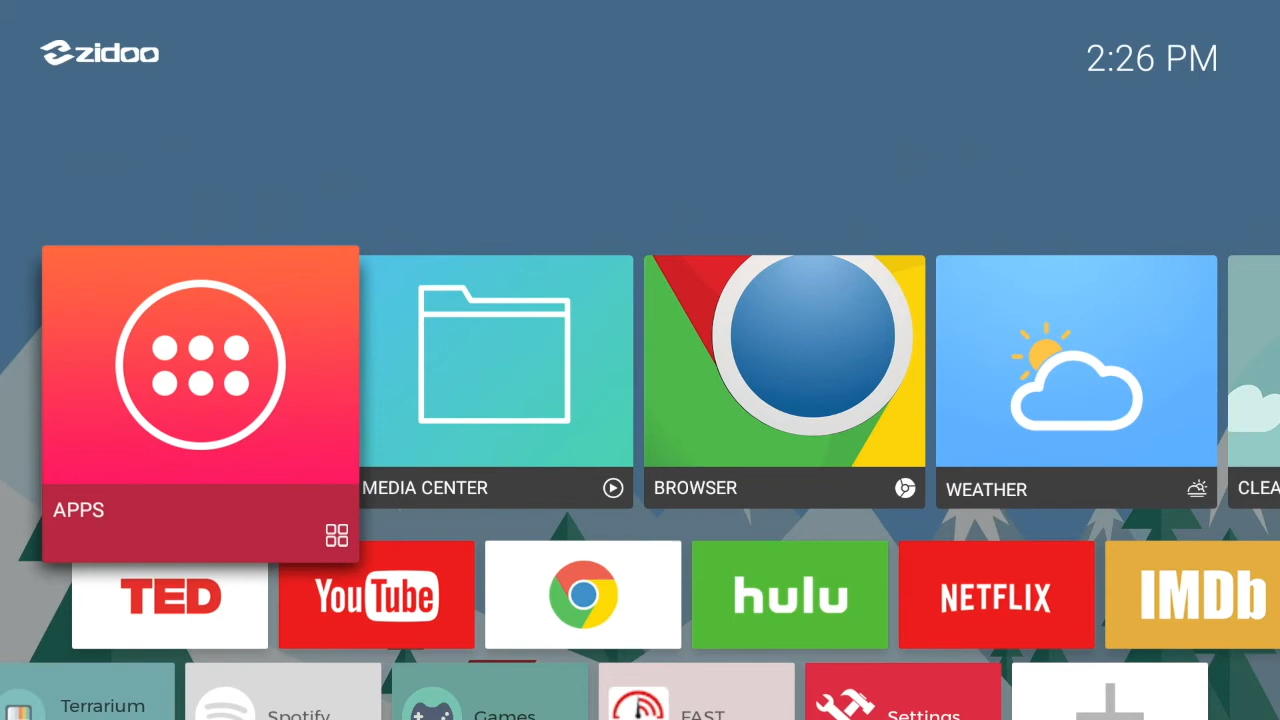 zidoo
2:26 PM
APPS
MEDIA CENTER
BROWSER
WEATHER
CLEA
TED
YouTube
hulu
NETFLIX
IMDb
Terrarium
Spotify
Games
FAST
Settings